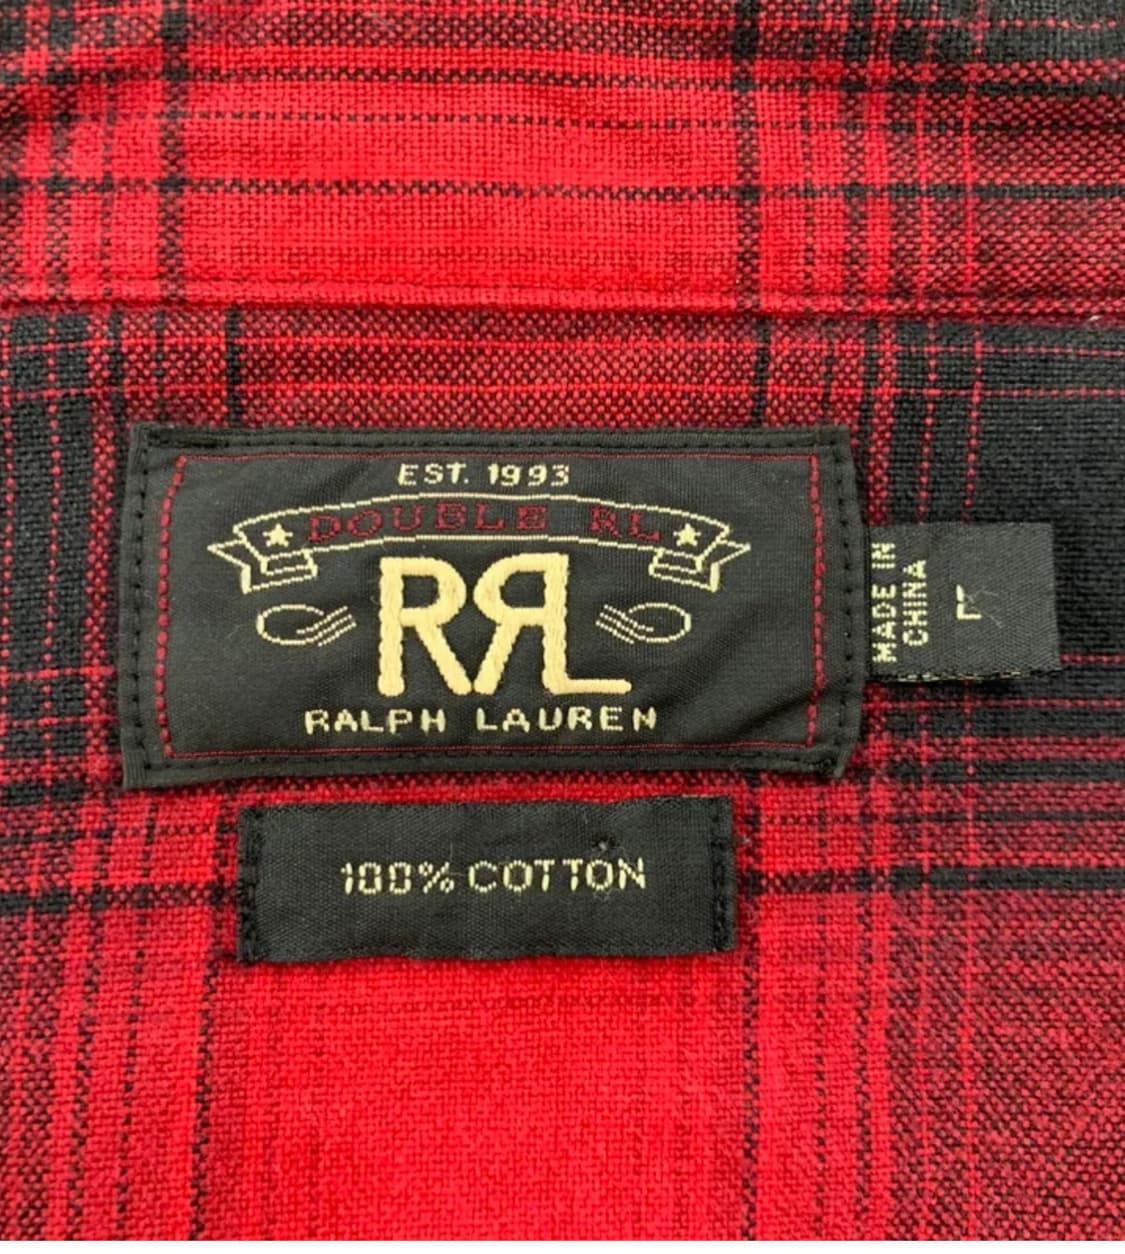 EST. 1993
DOUBLE RL
RRL
RALPH LAUREN
MADE IN
CHINA
L
100% COTTON